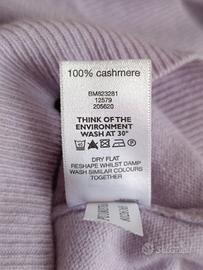 100% cashmere
BM823281
12579
205620
THINK OF THE
ENVIRONMENT
WASH AT 30°
DRY FLAT
RESHAPE WHILST DAMP
WASH SIMILAR COLOURS
TOGETHER